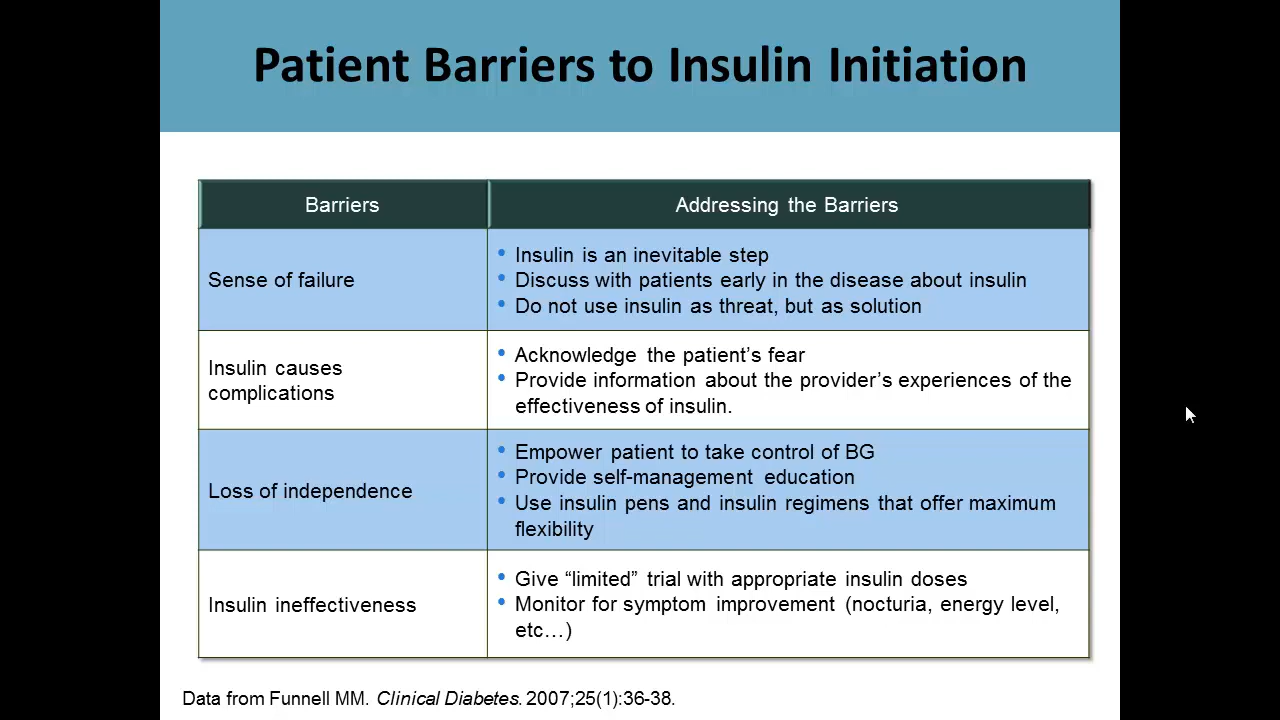 Patient Barriers to Insulin Initiation
Barriers
Addressing the Barriers
Sense of failure
• Insulin is an inevitable step
• Discuss with patients early in the disease about insulin
• Do not use insulin as threat, but as solution
Insulin causes
complications
• Acknowledge the patient’s fear
• Provide information about the provider’s experiences of the
effectiveness of insulin.
Loss of independence
• Empower patient to take control of BG
• Provide self-management education
• Use insulin pens and insulin regimens that offer maximum
flexibility
Insulin ineffectiveness
• Give “limited” trial with appropriate insulin doses
• Monitor for symptom improvement (nocturia, energy level,
etc…)
Data from Funnell MM. Clinical Diabetes. 2007;25(1):36-38.